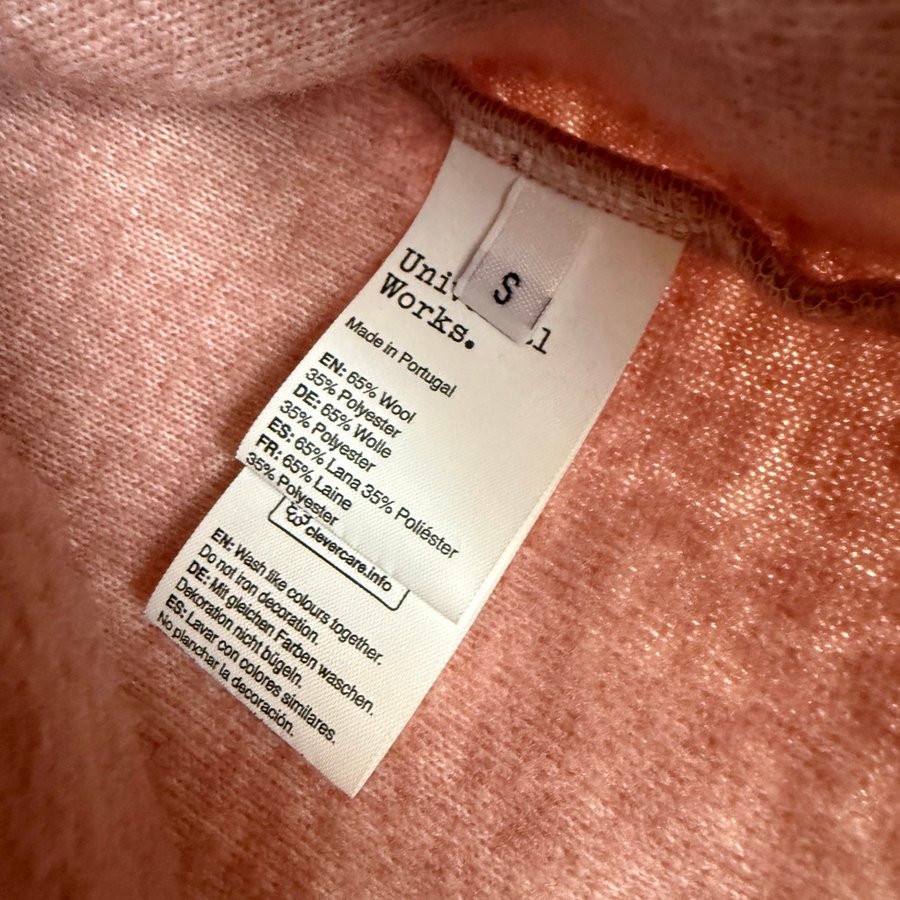 S
Uni l
Works.
Made in Portugal
EN: 65% Wool
35% Polyester
DE: 65% Wolle
35% Polyester
ES: 65% Lana 35% Poliéster
FR: 65% Laine
35% Polyester
clevercare.info
EN: Wash like colours together.
Do not iron decoration.
DE: Mit gleichen Farben waschen.
Dekoration nicht bügeln.
ES: Lavar con colores similares.
No planchar la decoración.